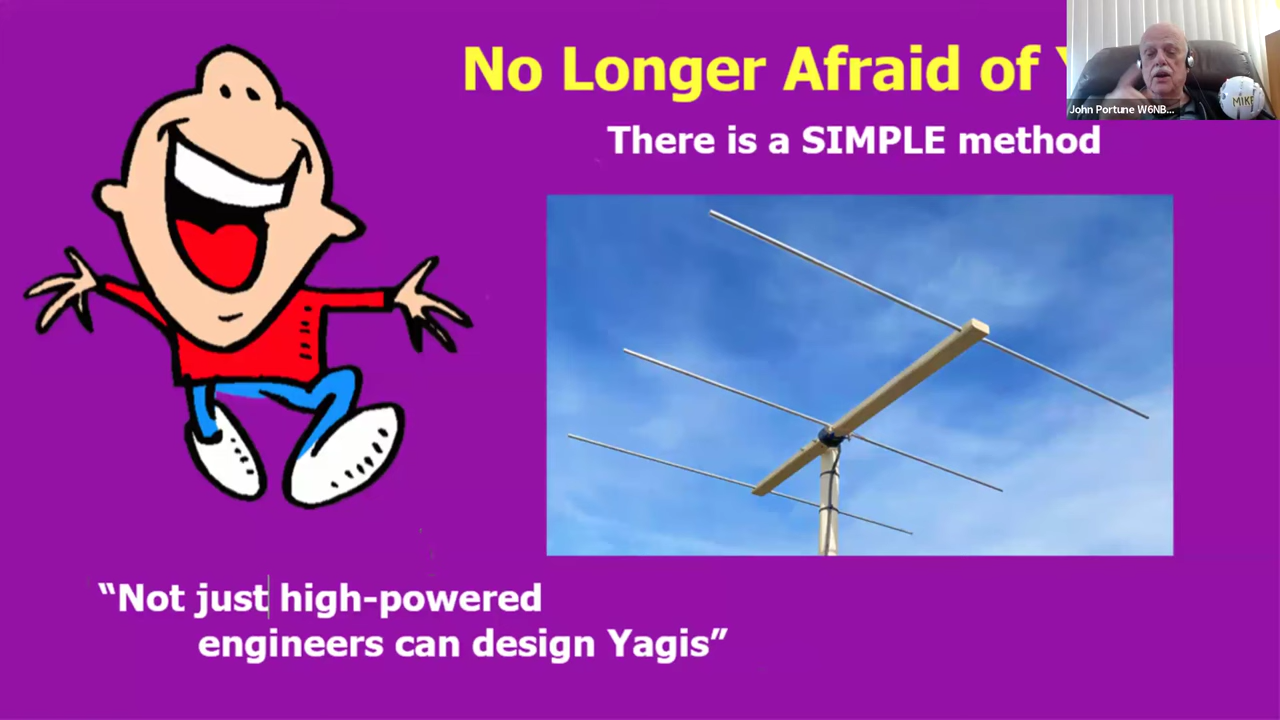 No Longer Afraid of
John Portune W6NB...
MIKE
There is a SIMPLE method
“Not just high-powered
engineers can design Yagis”